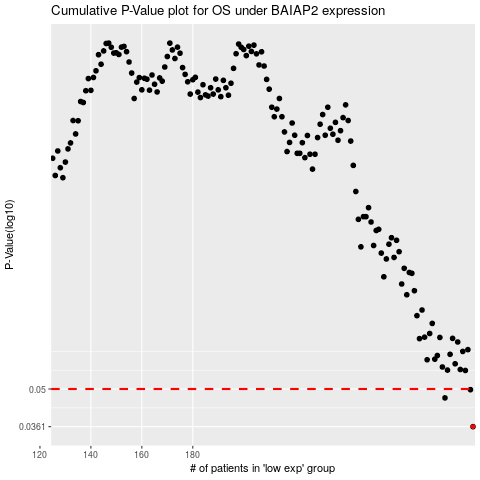 Cumulative P-Value plot for OS under BAIAP2 expression
P-Value(log10)
0.05
0.0361
120 140 160 180
# of patients in 'low exp' group